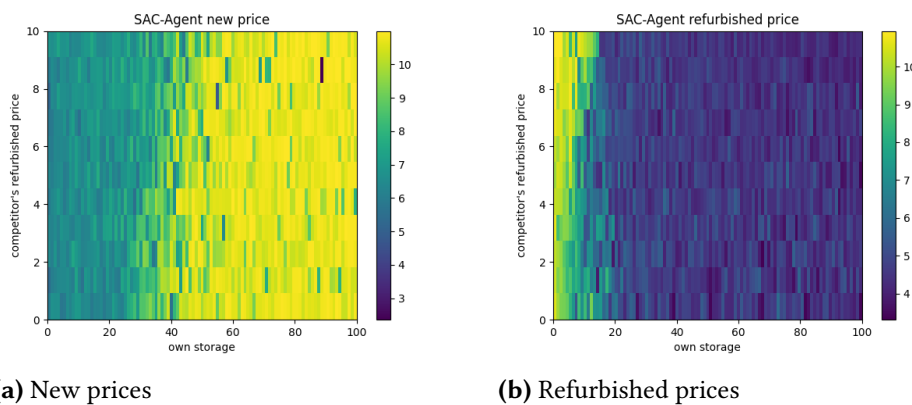 SAC-Agent new price
10
8
6
4
2
0
competitor's refurbished price
0 20 40 60 80 100
own storage
10
9
8
7
6
5
4
3
SAC-Agent refurbished price
10
8
6
4
2
0
competitor's refurbished price
0 20 40 60 80 100
own storage
10
9
8
7
6
5
4
a) New prices
(b) Refurbished prices